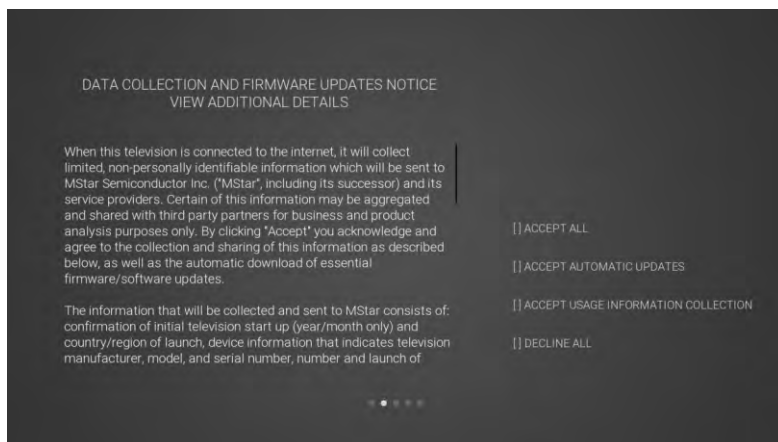 DATA COLLECTION AND FIRMWARE UPDATES NOTICE
VIEW ADDITIONAL DETAILS
When this television is connected to the internet, it will collect
limited, non-personally identifiable information which will be sent to
MStar Semiconductor Inc. ("MStar", including its successor) and its
service providers. Certain of this information may be aggregated
and shared with third party partners for business and product
analysis purposes only. By clicking "Accept" you acknowledge and
agree to the collection and sharing of this information as described
below, as well as the automatic download of essential
firmware/software updates.
The information that will be collected and sent to MStar consists of:
confirmation of initial television start up (year/month only) and
country/region of launch, device information that indicates television
manufacturer, model, and serial number, number and launch of
[ ] ACCEPT ALL
[ ] ACCEPT AUTOMATIC UPDATES
[ ] ACCEPT USAGE INFORMATION COLLECTION
[ ] DECLINE ALL